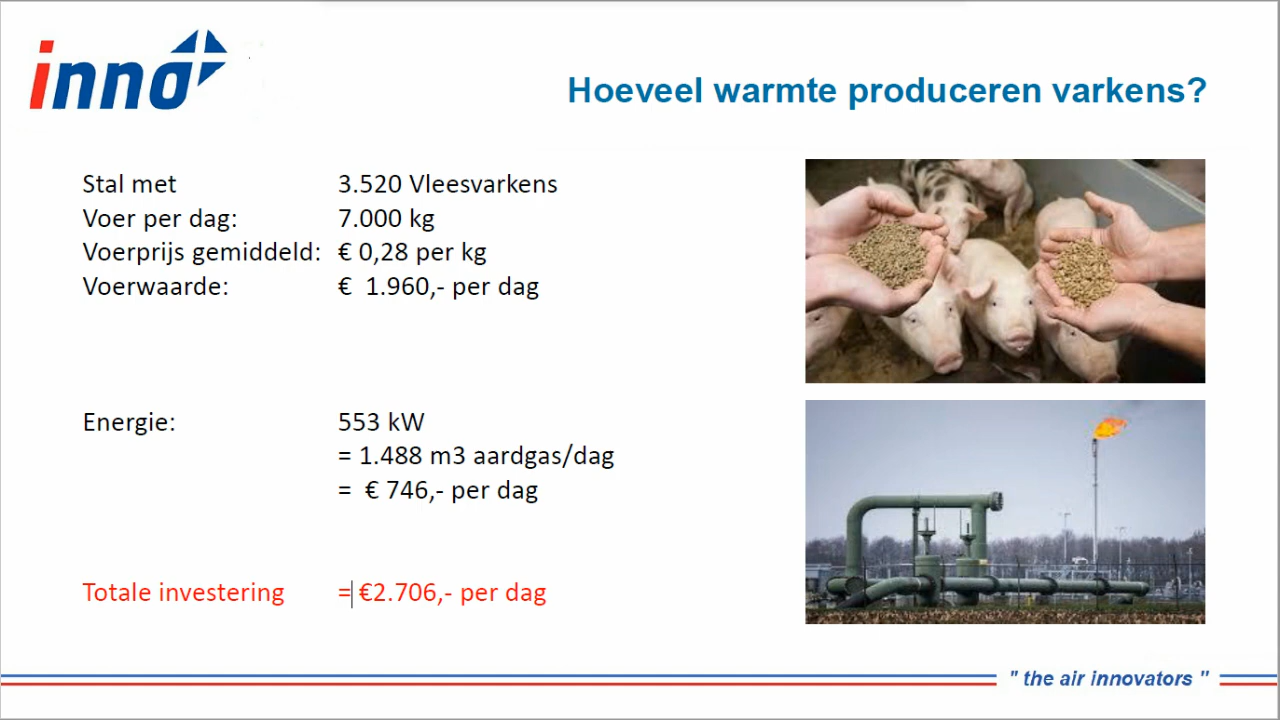 inno
Hoeveel warmte produceren varkens?
Stal met 3.520 Vleesvarkens
Voer per dag: 7.000 kg
Voerprijs gemiddeld: € 0,28 per kg
Voerwaarde: € 1.960,- per dag
Energie: 553 kW
= 1.488 m3 aardgas/dag
= € 746,- per dag
Totale investering = €2.706,- per dag
" the air innovators "